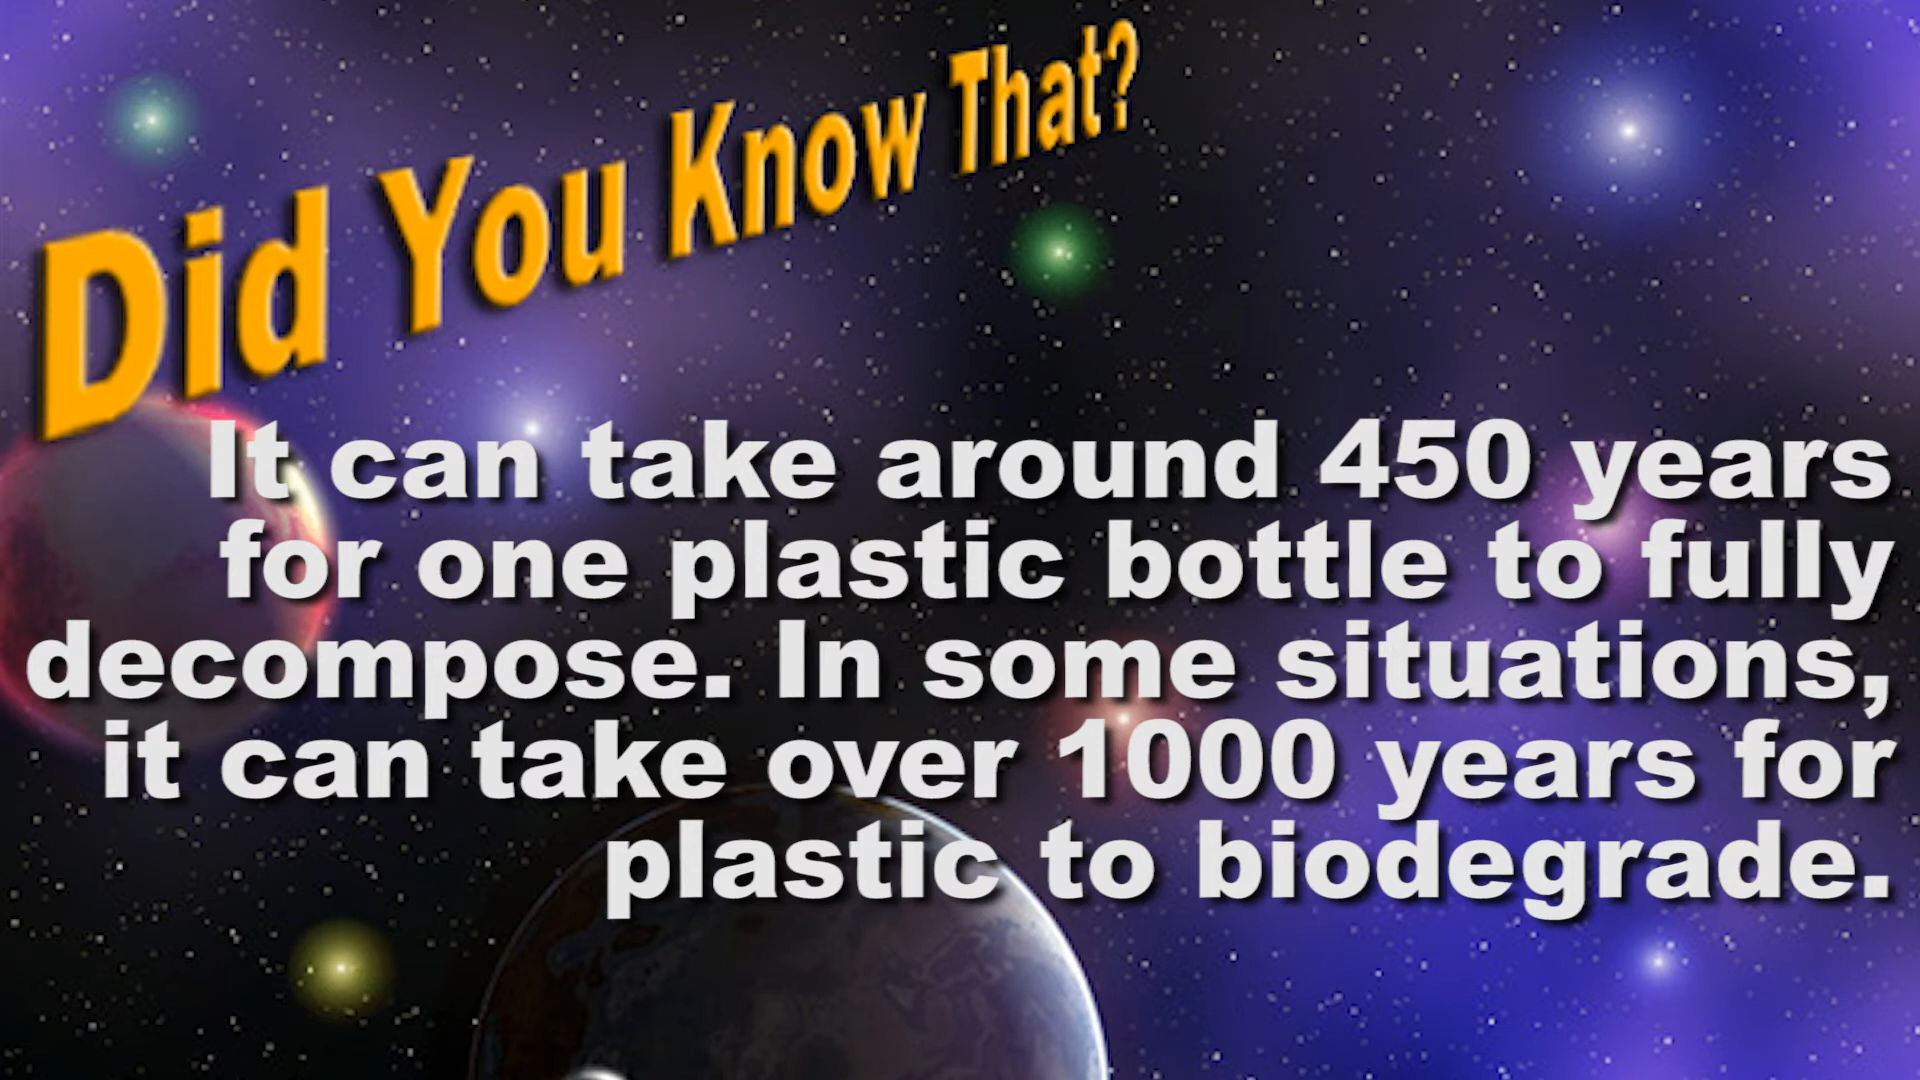 Did You Know That?
It can take around 450 years
for one plastic bottle to fully
decompose. In some situations,
it can take over 1000 years for
plastic to biodegrade.